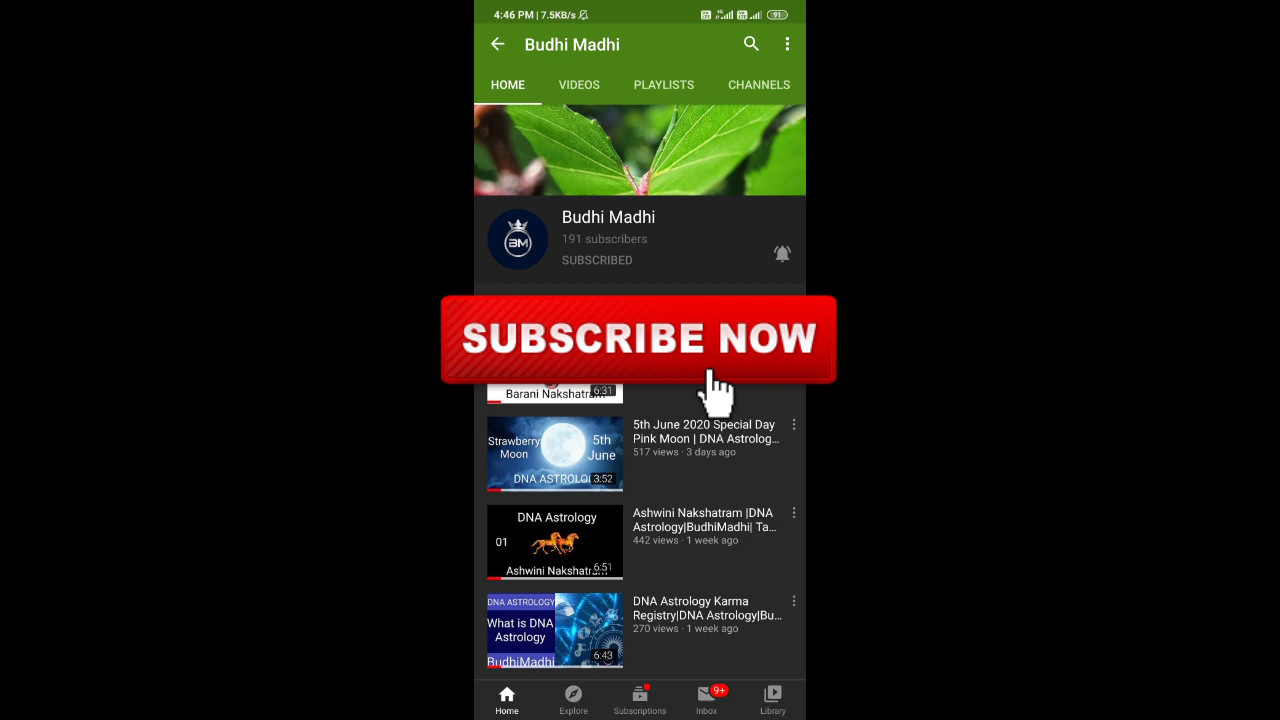 4:46 PM | 7.5KB/s
91
Budhi Madhi
HOME VIDEOS PLAYLISTS CHANNELS
BM
Budhi Madhi
191 subscribers
SUBSCRIBED
SUBSCRIBE NOW
Barani Nakshatram
6:31
Strawberry
Moon
5th
June
DNA ASTROLO
3:52
5th June 2020 Special Day
Pink Moon | DNA Astrolog...
517 views · 3 days ago
DNA Astrology
01
Ashwini Nakshatram
6:51
Ashwini Nakshatram |DNA
Astrology|BudhiMadhi| Ta...
442 views · 1 week ago
DNA ASTROLOGY
What is DNA
Astrology
BudhiMadhi
6:43
DNA Astrology Karma
Registry|DNA Astrology|Bu...
270 views · 1 week ago
9+
Home Explore Subscriptions Inbox Library